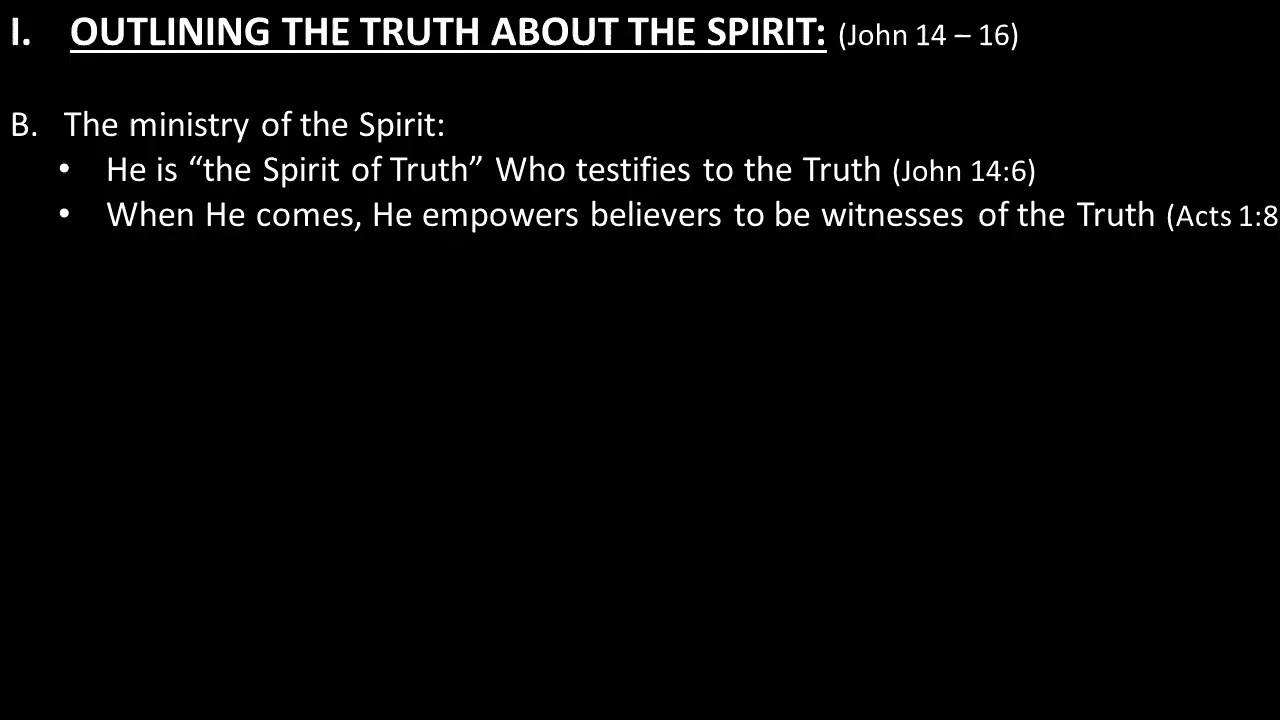 I. OUTLINING THE TRUTH ABOUT THE SPIRIT: (John 14 – 16)
B. The ministry of the Spirit:
• He is “the Spirit of Truth” Who testifies to the Truth (John 14:6)
• When He comes, He empowers believers to be witnesses of the Truth (Acts 1:8